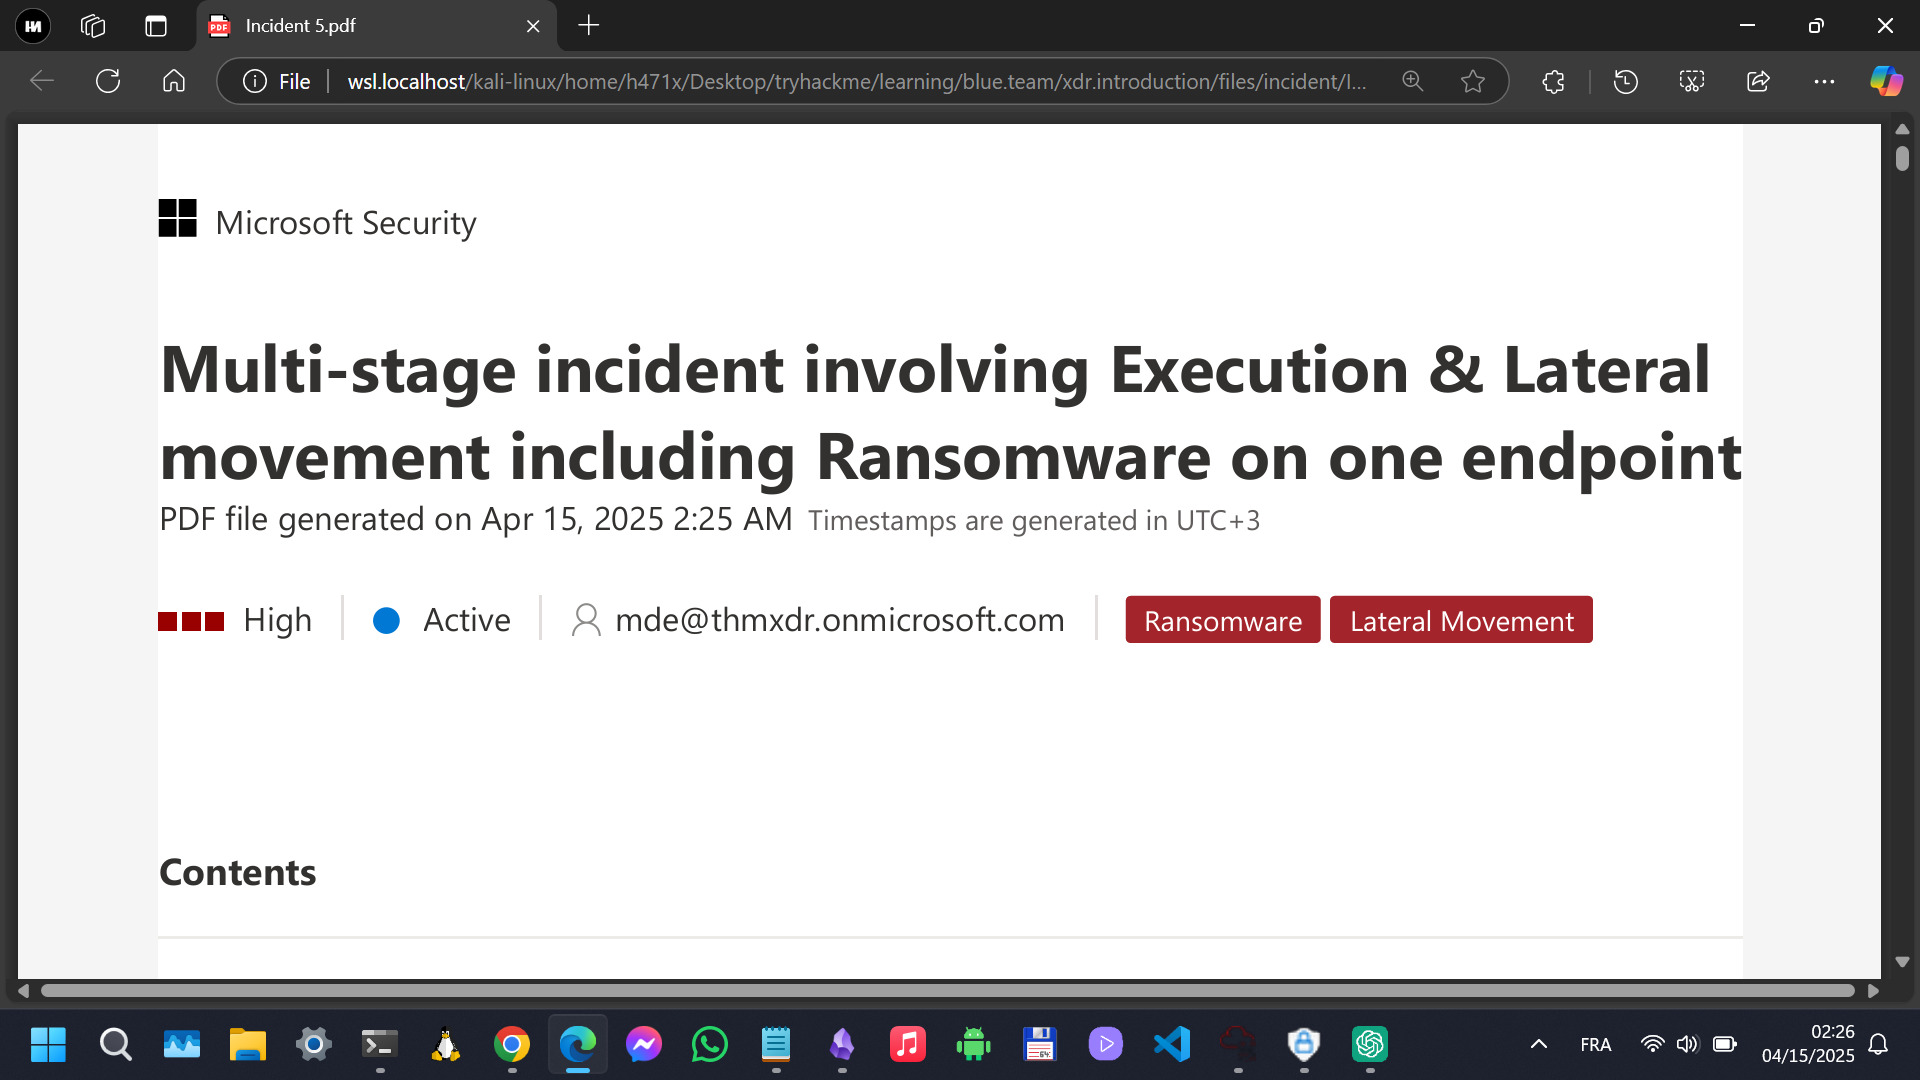 Incident 5.pdf
File
wsl.localhost/kali-linux/home/h471x/Desktop/tryhackme/learning/blue.team/xdr.introduction/files/incident/I...
Microsoft Security
Multi-stage incident involving Execution & Lateral
movement including Ransomware on one endpoint
PDF file generated on Apr 15, 2025 2:25 AM Timestamps are generated in UTC+3
High Active mde@thmxdr.onmicrosoft.com Ransomware Lateral Movement
Contents
FRA
02:26
04/15/2025